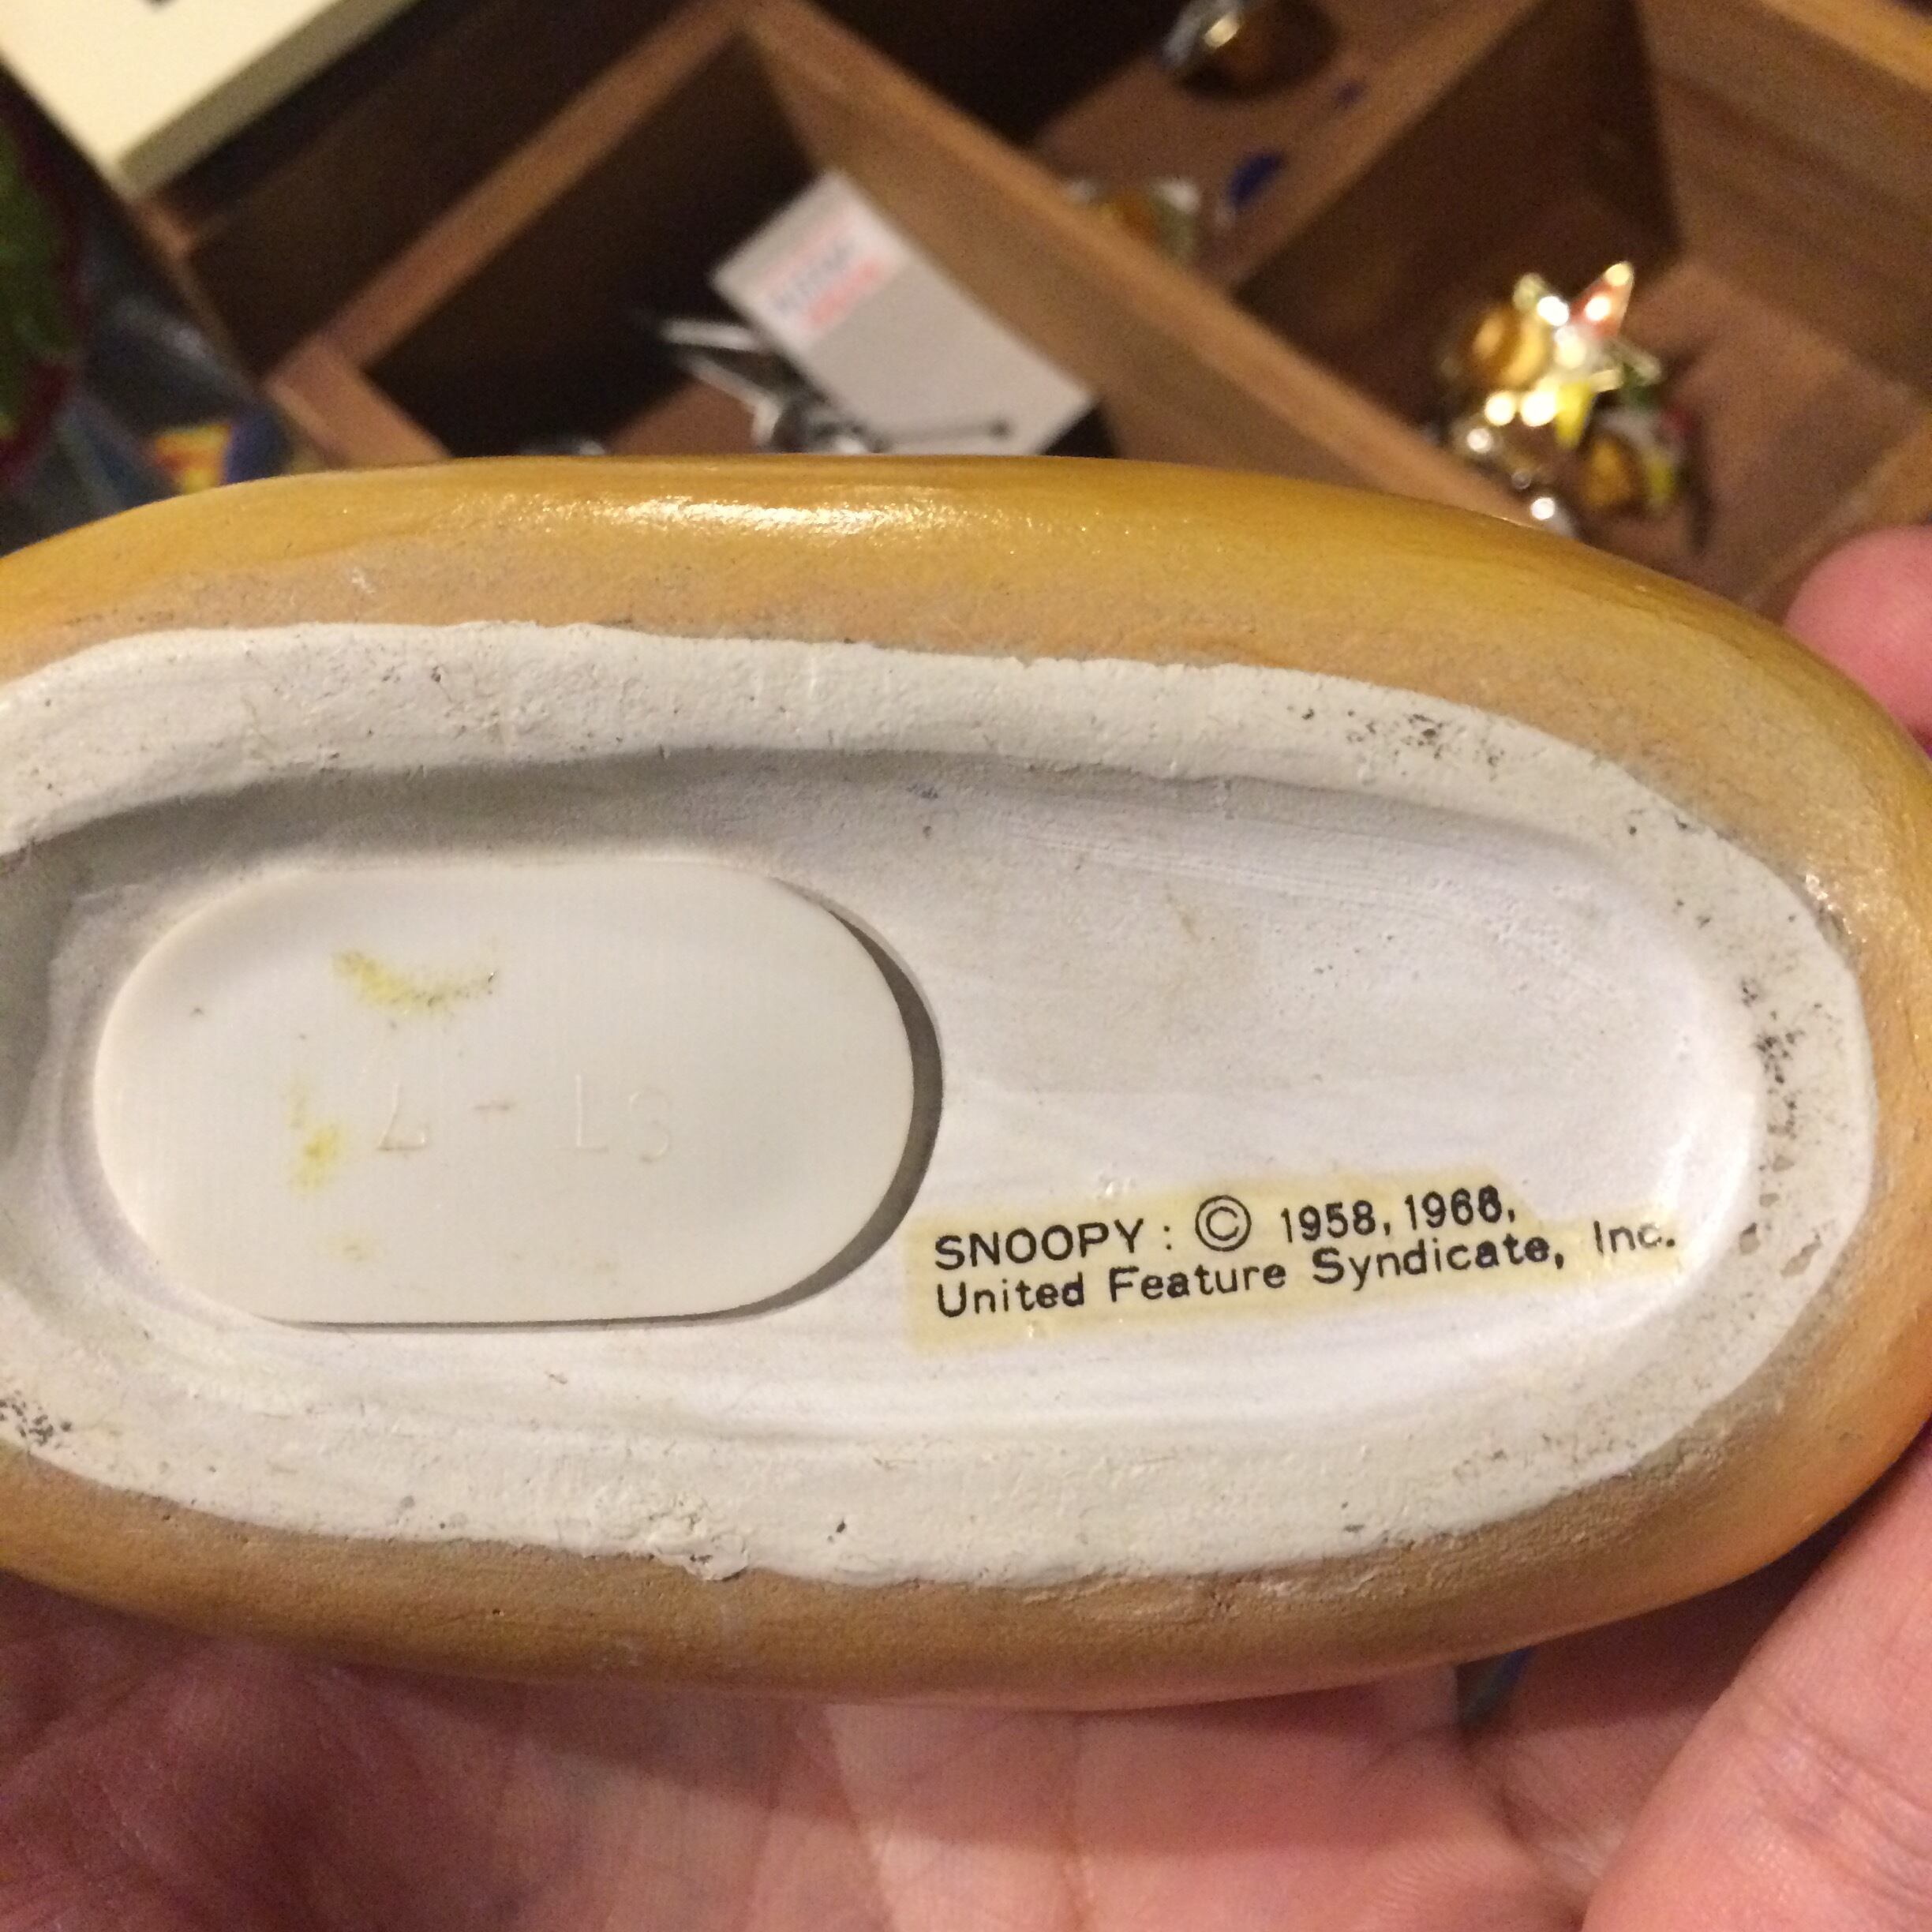 SNOOPY : © 1958, 1966,
United Feature Syndicate, Inc.